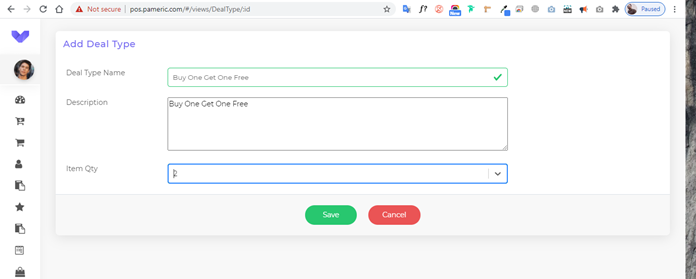 Not secure
pos.pameric.com/#/views/DealType/:id
Paused
Add Deal Type
Deal Type Name
Buy One Get One Free
Description
Buy One Get One Free
Item Qty
2
Save
Cancel